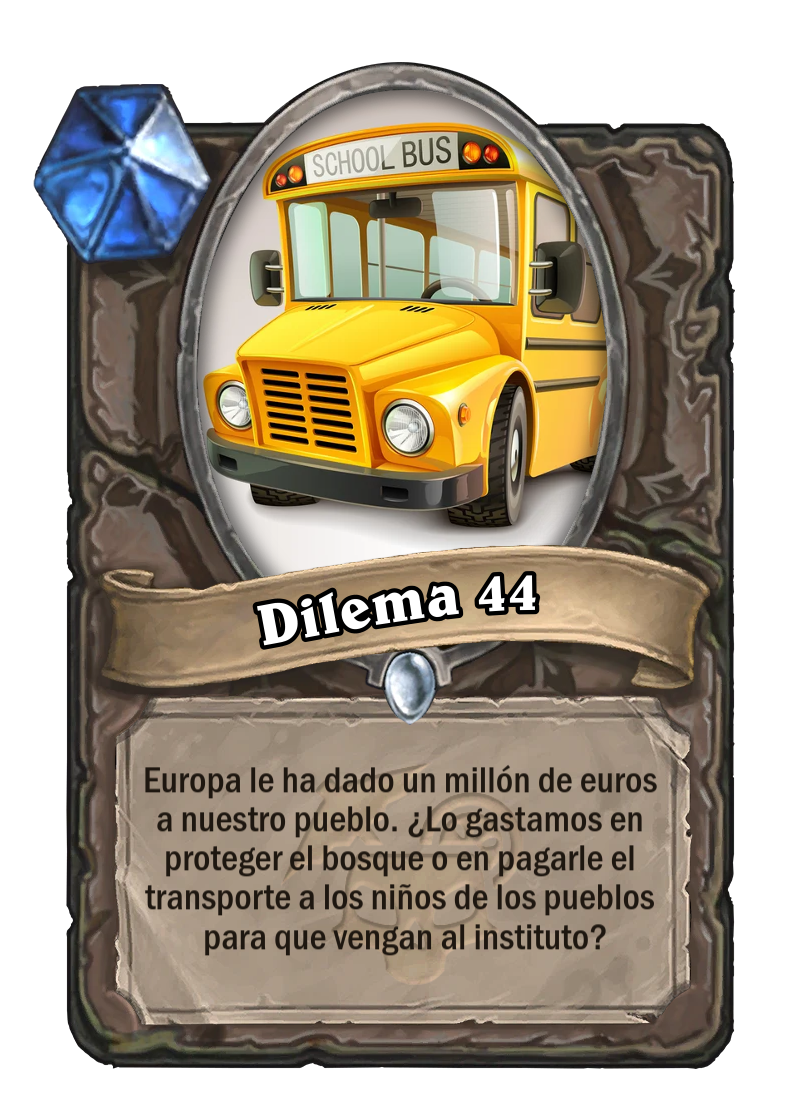 SCHOOL BUS
Dilema 44
Europa le ha dado un millón de euros
a nuestro pueblo. ¿Lo gastamos en
proteger el bosque o en pagarle el
transporte a los niños de los pueblos
para que vengan al instituto?